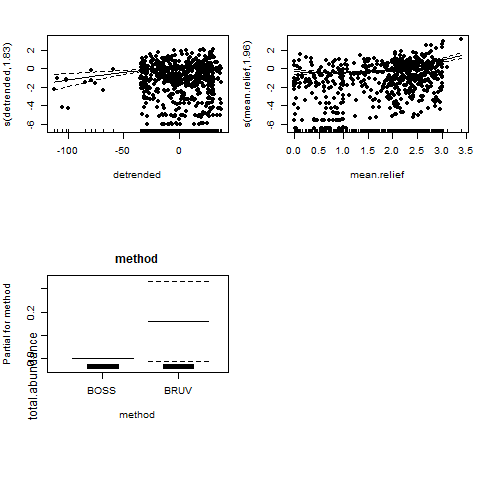 s(detrended,1.83)
2
0
-2
-4
-6
-100
-50
0
detrended
s(mean.relief,1.96)
2
0
-2
-4
-6
0.0 0.5 1.0 1.5 2.0 2.5 3.0 3.5
mean.relief
method
Partial for method
total.abundance
0.2
BOSS BRUV
method